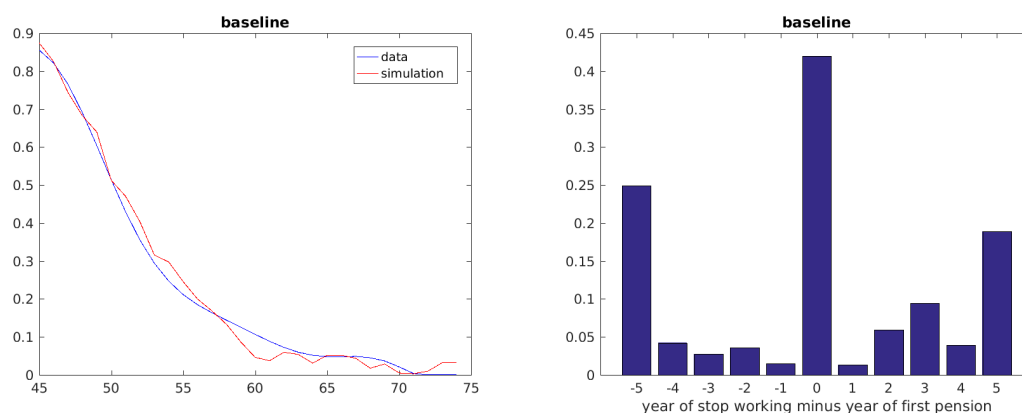 baseline
0.9
0.8
0.7
0.6
0.5
0.4
0.3
0.2
0.1
0
45 50 55 60 65 70 75
data
simulation
baseline
0.45
0.4
0.35
0.3
0.25
0.2
0.15
0.1
0.05
0
-5 -4 -3 -2 -1 0 1 2 3 4 5
year of stop working minus year of first pension